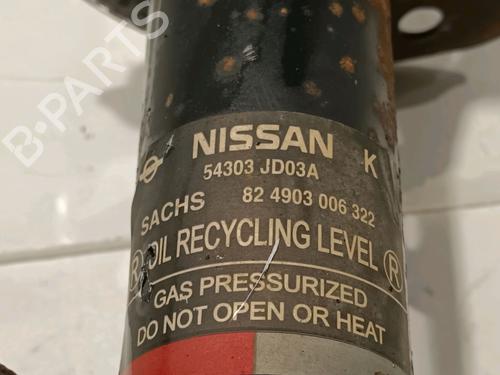 NISSAN K
54303 JD03A
SACHS 82 4903 006 322
R OIL RECYCLING LEVEL R
GAS PRESSURIZED
DO NOT OPEN OR HEAT
B-PARTS